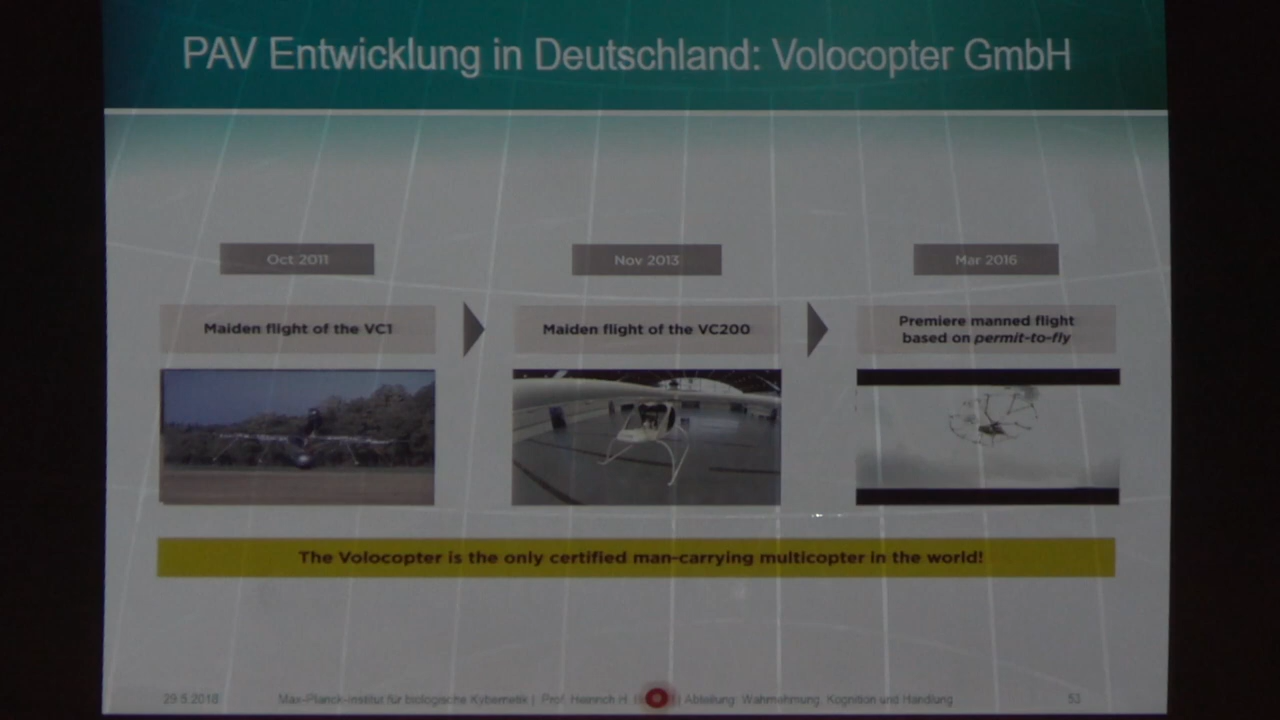 PAV Entwicklung in Deutschland: Volocopter GmbH
Oct 2011
Nov 2013
Mar 2016
Maiden flight of the VC1
Maiden flight of the VC200
Premiere manned flight
based on permit-to-fly
The Volocopter is the only certified man-carrying multicopter in the world!
29.5.2018
Max-Planck-Institut für biologische Kybernetik | Prof. Heinrich H. | Abteilung: Wahrnehmung, Kognition und Handlung
53